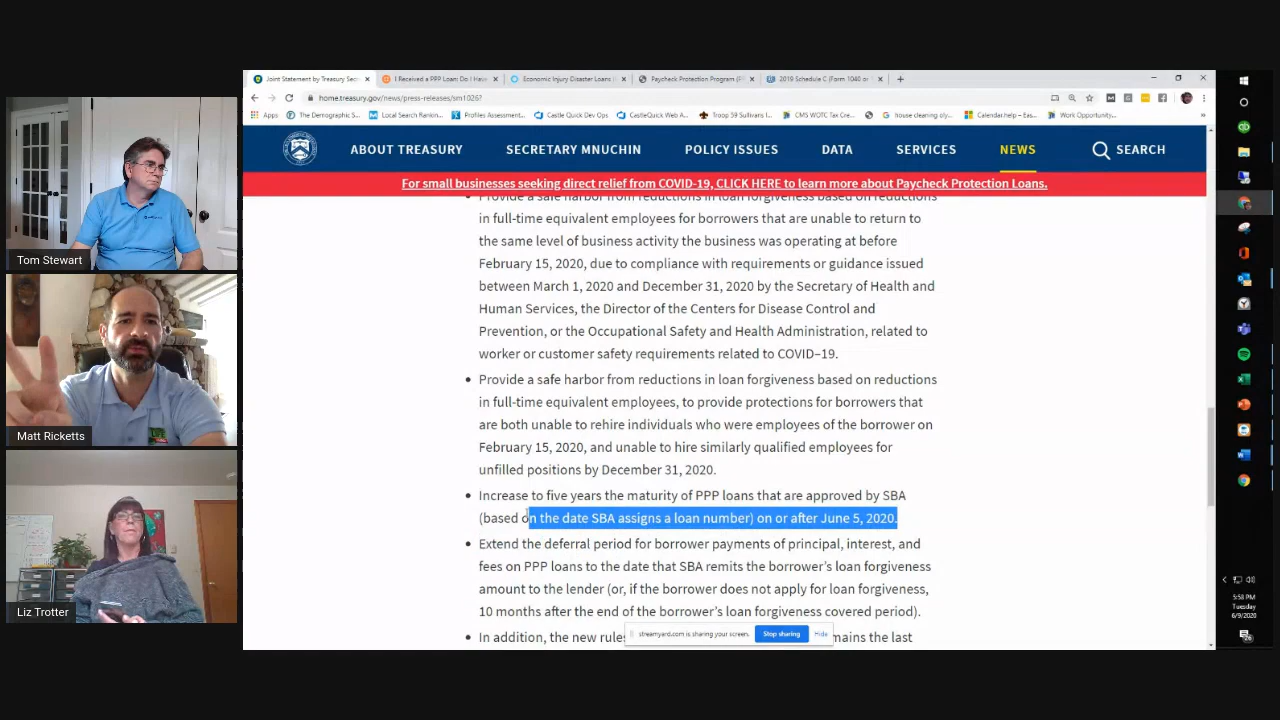 Joint Statement by Treasury Sec
I Received a PPP Loan: Do I Have
Economic Injury Disaster Loans
Paycheck Protection Program (P
2019 Schedule C (Form 1040 or
home.treasury.gov/news/press-releases/sm1026?
Apps
The Demographic S...
Local Search Rankin...
Profiles Assessment...
Castle Quick Dev Ops
CastleQuick Web A...
Troop 59 Sullivans I...
CMS WOTC Tax Cre...
house cleaning oly...
Calendar.help – Eas...
Work Opportunity...
ABOUT TREASURY
SECRETARY MNUCHIN
POLICY ISSUES
DATA
SERVICES
NEWS
SEARCH
For small businesses seeking direct relief from COVID-19, CLICK HERE to learn more about Paycheck Protection Loans.
Provide a safe harbor from reductions in loan forgiveness based on reductions
in full-time equivalent employees for borrowers that are unable to return to
the same level of business activity the business was operating at before
February 15, 2020, due to compliance with requirements or guidance issued
between March 1, 2020 and December 31, 2020 by the Secretary of Health and
Human Services, the Director of the Centers for Disease Control and
Prevention, or the Occupational Safety and Health Administration, related to
worker or customer safety requirements related to COVID–19.
Provide a safe harbor from reductions in loan forgiveness based on reductions
in full-time equivalent employees, to provide protections for borrowers that
are both unable to rehire individuals who were employees of the borrower on
February 15, 2020, and unable to hire similarly qualified employees for
unfilled positions by December 31, 2020.
Increase to five years the maturity of PPP loans that are approved by SBA
(based on the date SBA assigns a loan number) on or after June 5, 2020.
Extend the deferral period for borrower payments of principal, interest, and
fees on PPP loans to the date that SBA remits the borrower's loan forgiveness
amount to the lender (or, if the borrower does not apply for loan forgiveness,
10 months after the end of the borrower's loan forgiveness covered period).
In addition, the new rules
mains the last
streamyard.com is sharing your screen.
Stop sharing
Hide
Tom Stewart
Matt Ricketts
Liz Trotter
5:58 PM
Tuesday
6/9/2020